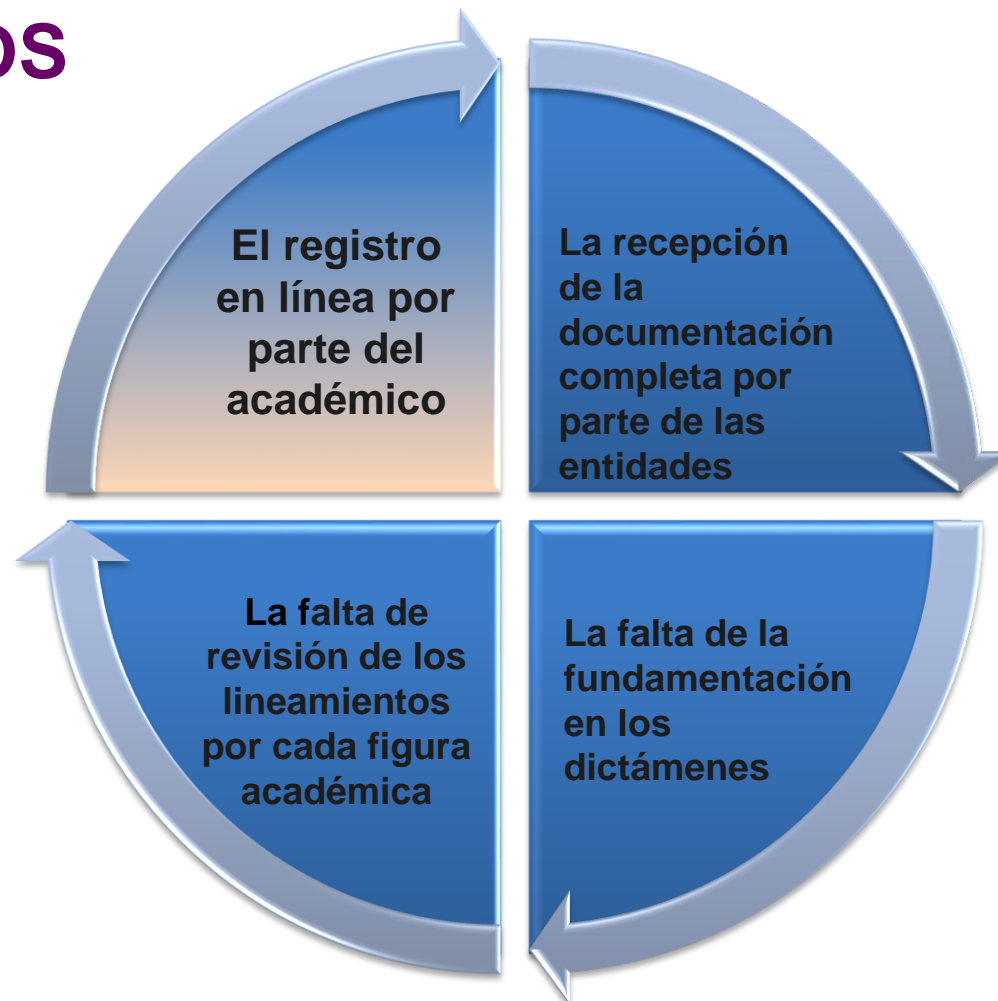 OS
El registro
en línea por
parte del
académico
La recepción
de la
documentación
completa por
parte de las
entidades
La falta de
revisión de los
lineamientos
por cada figura
académica
La falta de la
fundamentación
en los
dictámenes